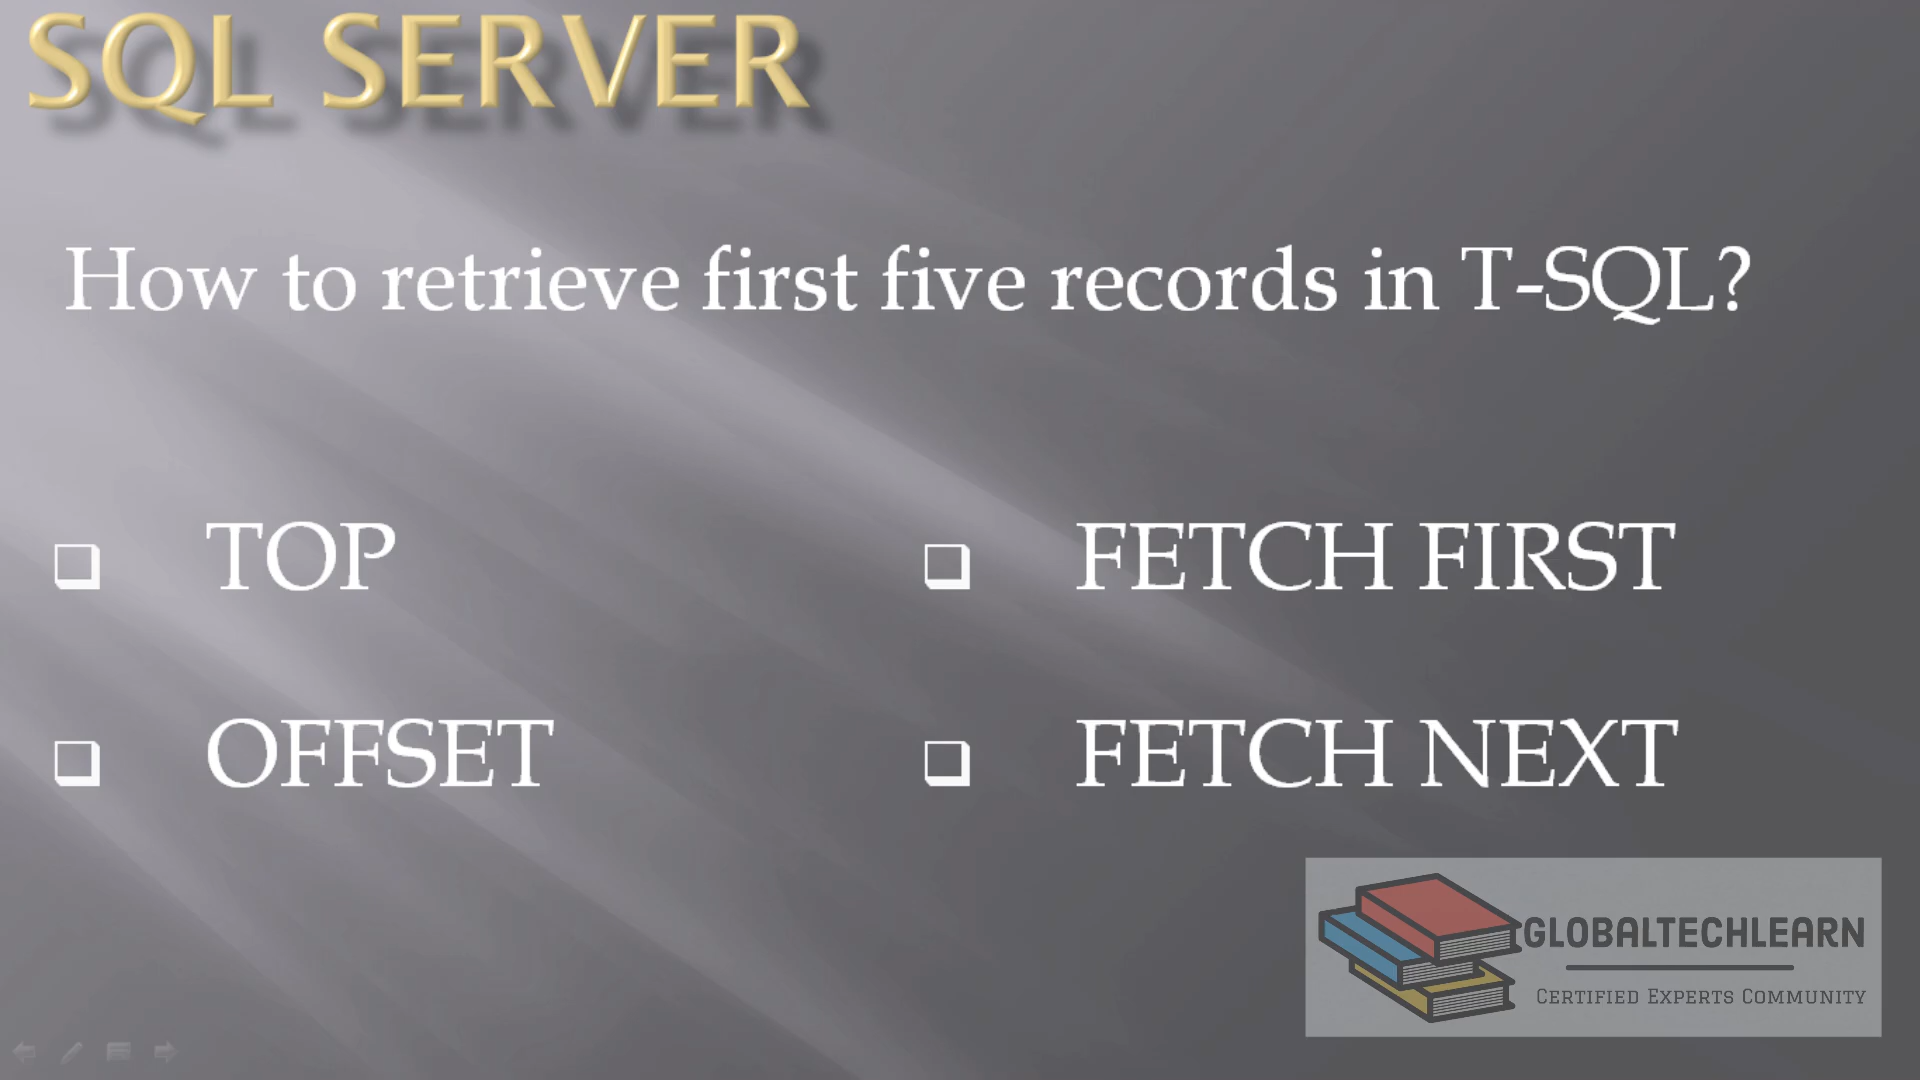 SQL SERVER
How to retrieve first five records in T-SQL?
TOP
FETCH FIRST
OFFSET
FETCH NEXT
GLOBALTECHLEARN
CERTIFIED EXPERTS COMMUNITY